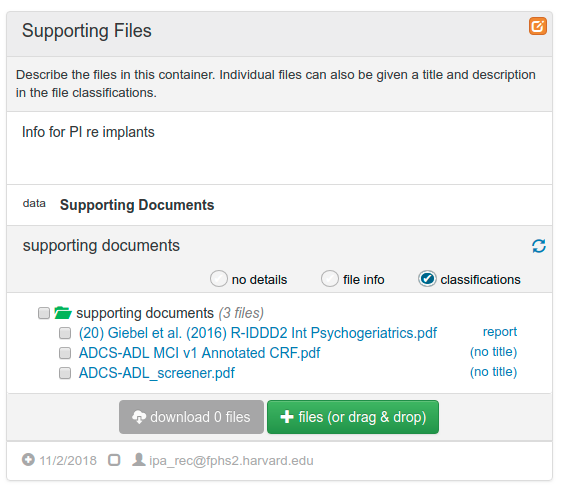 Supporting Files
Describe the files in this container. Individual files can also be given a title and description
in the file classifications.
Info for PI re implants
data Supporting Documents
supporting documents
no details file info classifications
supporting documents (3 files)
(20) Giebel et al. (2016) R-IDDD2 Int Psychogeriatrics.pdf report
ADCS-ADL MCI v1 Annotated CRF.pdf (no title)
ADCS-ADL_screener.pdf (no title)
download 0 files + files (or drag & drop)
11/2/2018 ipa_rec@fphs2.harvard.edu